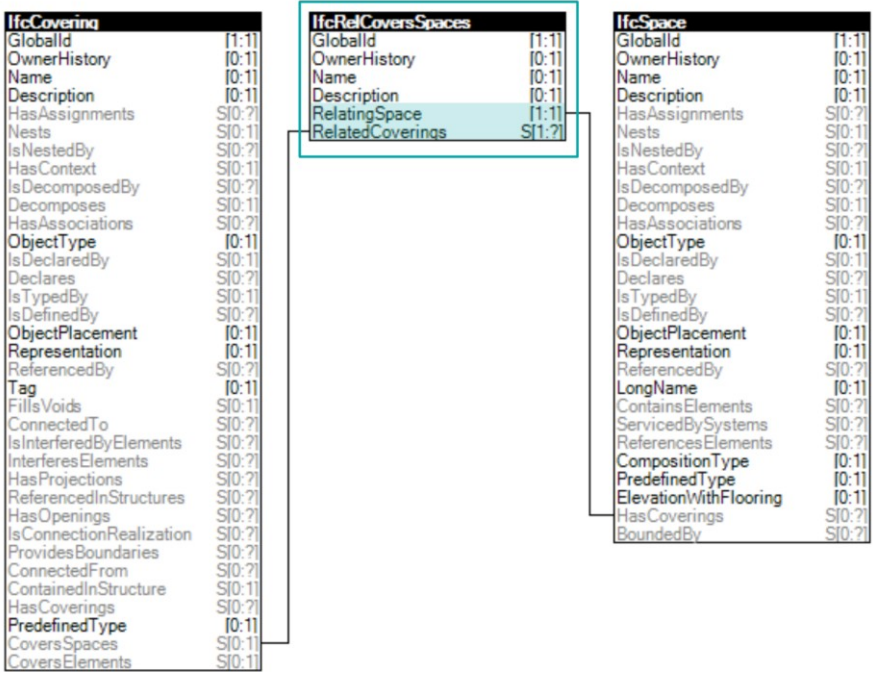 IfcCovering
GlobalId [1:1]
OwnerHistory [0:1]
Name [0:1]
Description [0:1]
HasAssignments S[0:?]
Nests S[0:1]
IsNestedBy S[0:?]
HasContext S[0:1]
IsDecomposedBy S[0:?]
Decomposes S[0:1]
HasAssociations S[0:?]
ObjectType [0:1]
IsDeclaredBy S[0:1]
Declares S[0:?]
IsTypedBy S[0:1]
IsDefinedBy S[0:?]
ObjectPlacement [0:1]
Representation [0:1]
ReferencedBy S[0:?]
Tag [0:1]
FillsVoids S[0:1]
ConnectedTo S[0:?]
IsInterferedByElements S[0:?]
InterferesElements S[0:?]
HasProjections S[0:?]
ReferencedInStructures S[0:?]
HasOpenings S[0:?]
IsConnectionRealization S[0:?]
ProvidesBoundaries S[0:?]
ConnectedFrom S[0:?]
ContainedInStructure S[0:1]
HasCoverings S[0:?]
PredefinedType [0:1]
CoversSpaces S[0:1]
CoversElements S[0:1]
IfcRelCoversSpaces
GlobalId [1:1]
OwnerHistory [0:1]
Name [0:1]
Description [0:1]
RelatingSpace [1:1]
RelatedCoverings S[1:?]
IfcSpace
GlobalId [1:1]
OwnerHistory [0:1]
Name [0:1]
Description [0:1]
HasAssignments S[0:?]
Nests S[0:1]
IsNestedBy S[0:?]
HasContext S[0:1]
IsDecomposedBy S[0:?]
Decomposes S[0:1]
HasAssociations S[0:?]
ObjectType [0:1]
IsDeclaredBy S[0:1]
Declares S[0:?]
IsTypedBy S[0:1]
IsDefinedBy S[0:?]
ObjectPlacement [0:1]
Representation [0:1]
ReferencedBy S[0:?]
LongName [0:1]
ContainsElements S[0:?]
ServicedBySystems S[0:?]
ReferencesElements S[0:?]
CompositionType [0:1]
PredefinedType [0:1]
ElevationWithFlooring [0:1]
HasCoverings S[0:?]
BoundedBy S[0:?]